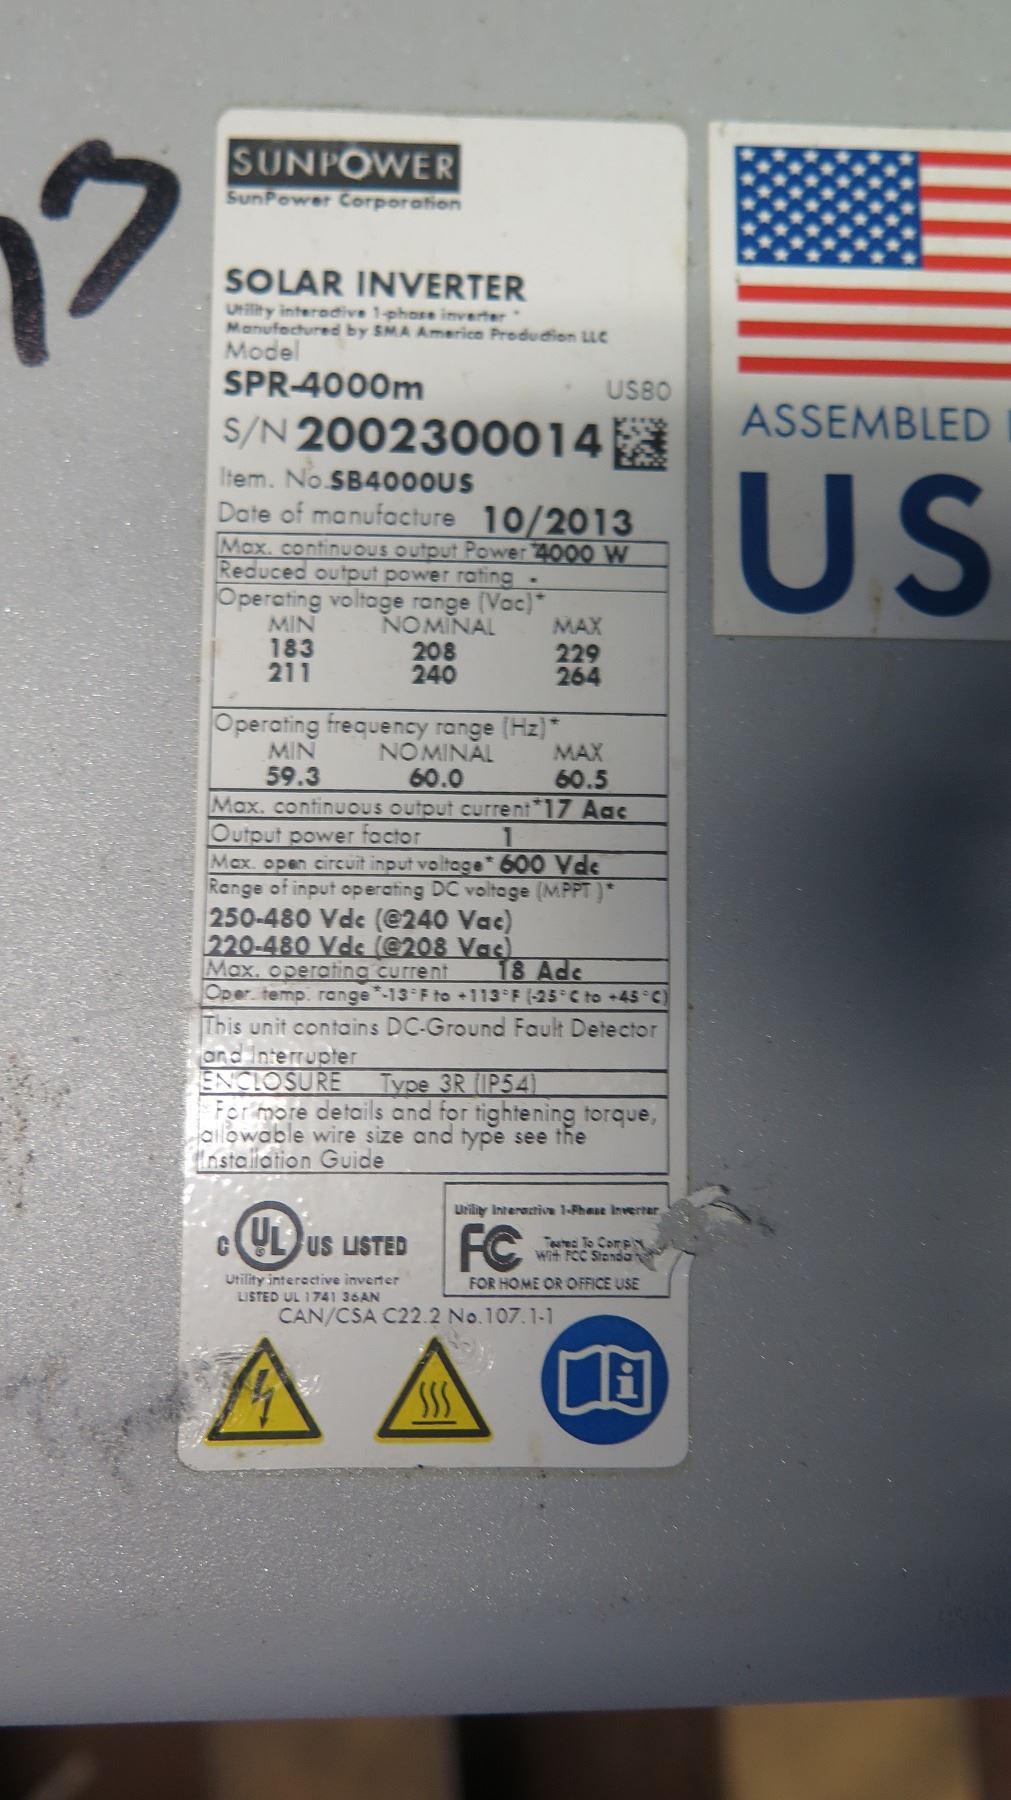 17
SUNPOWER
SunPower Corporation
SOLAR INVERTER
Utility interactive 1-phase inverter *
Manufactured by SMA America Production LLC
Model
SPR-4000m US80
S/N 2002300014
Item. No. SB4000US
Date of manufacture 10/2013
Max. continuous output Power * 4000 W
Reduced output power rating -
Operating voltage range (Vac)*
MIN NOMINAL MAX
183 208 229
211 240 264
Operating frequency range (Hz)*
MIN NOMINAL MAX
59.3 60.0 60.5
Max. continuous output current* 17 Aac
Output power factor 1
Max. open circuit input voltage* 600 Vdc
Range of input operating DC voltage (MPPT )*
250-480 Vdc (@240 Vac)
220-480 Vdc (@208 Vac)
Max. operating current 18 Adc
Oper. temp. range *-13°F to +113°F (-25°C to +45°C)
This unit contains DC-Ground Fault Detector
and Interrupter
ENCLOSURE Type 3R (IP54)
For more details and for tightening torque,
allowable wire size and type see the
Installation Guide
c UL US LISTED
Utility interactive inverter
LISTED UL 1741 36AN
CAN/CSA C22.2 No.107.1-1
Utility Interactive 1-Phase Inverter
FC
Tested To Comply
With FCC Standa
FOR HOME OR OFFICE USE
i
ASSEMBLED
US